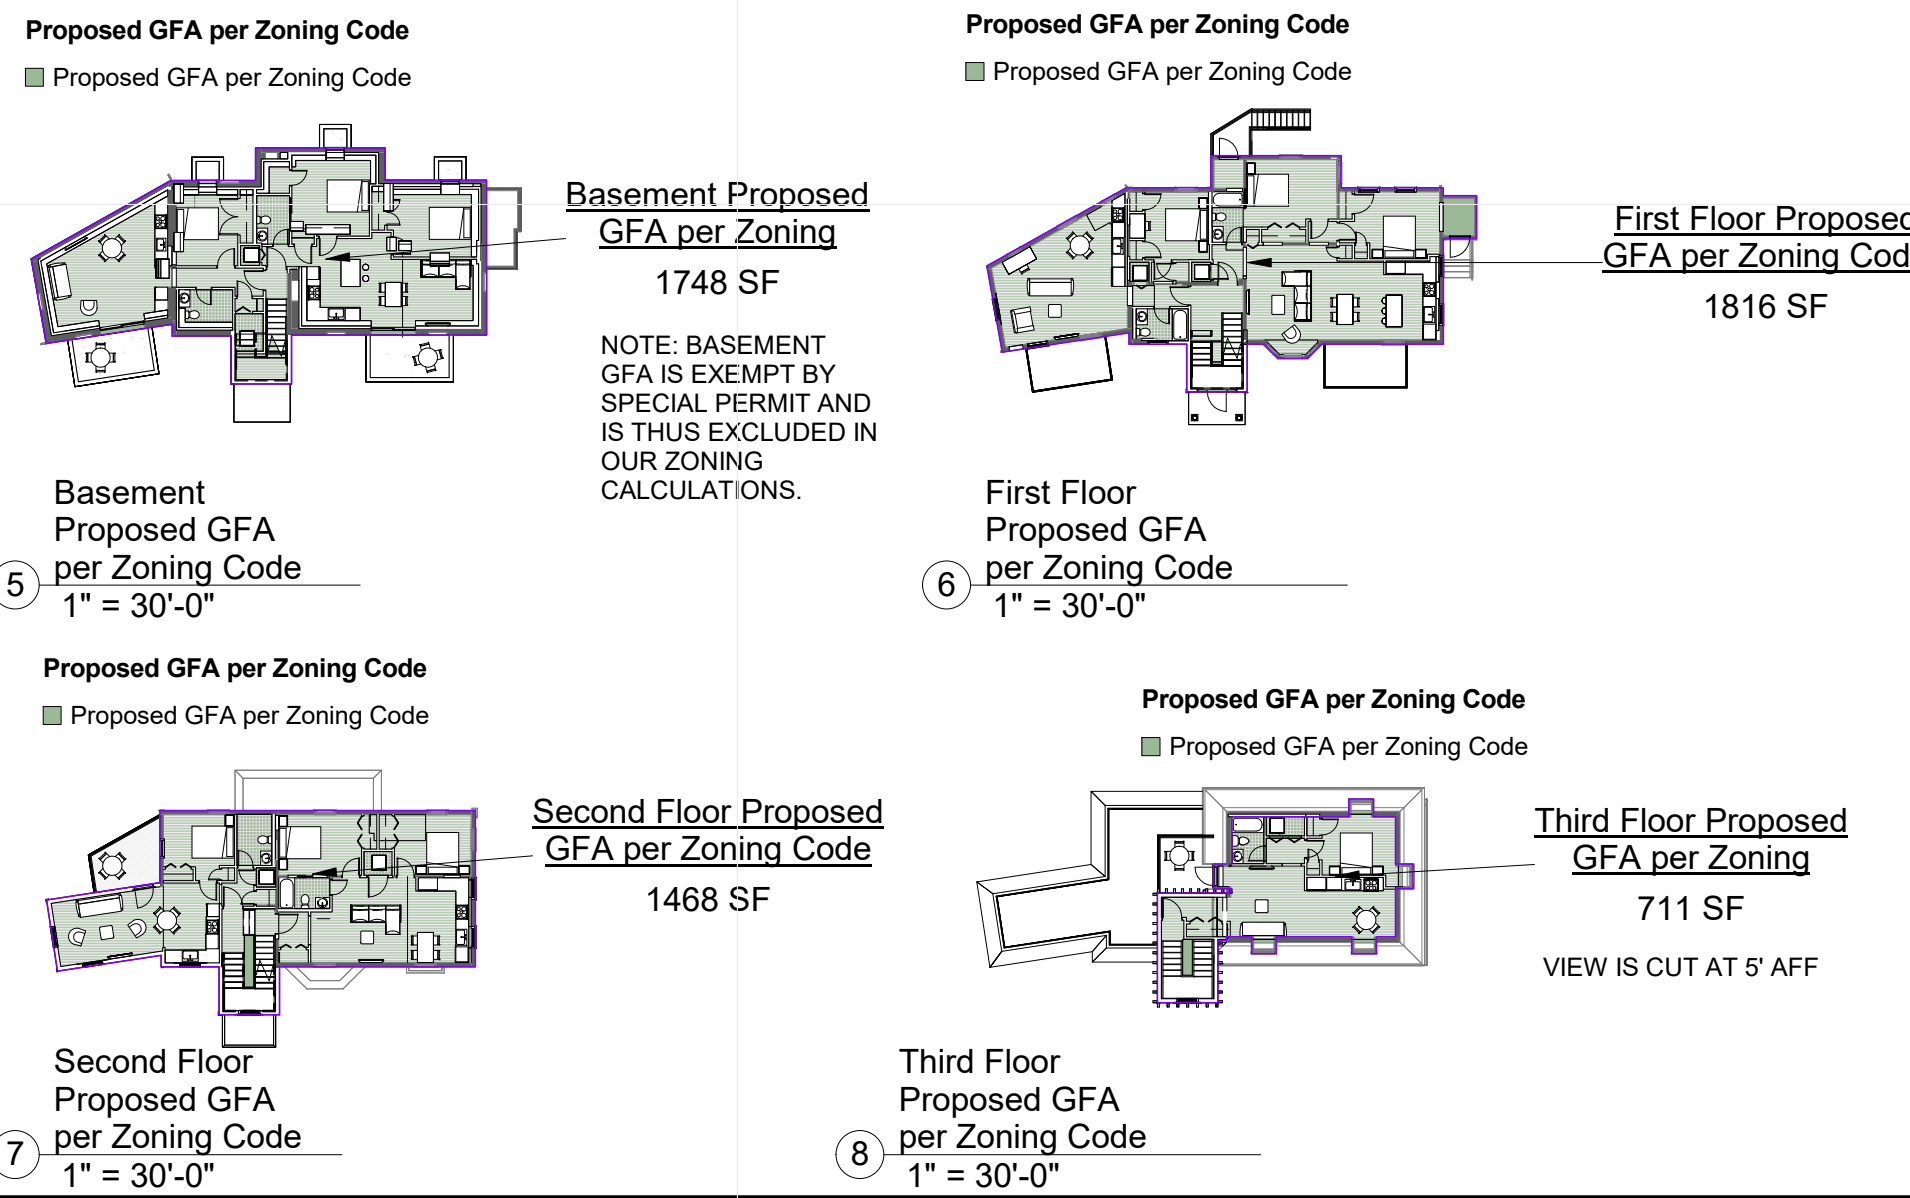 Proposed GFA per Zoning Code
Proposed GFA per Zoning Code
Basement Proposed
GFA per Zoning
1748 SF
NOTE: BASEMENT
GFA IS EXEMPT BY
SPECIAL PERMIT AND
IS THUS EXCLUDED IN
OUR ZONING
CALCULATIONS.
5
Basement
Proposed GFA
per Zoning Code
1" = 30'-0"
Proposed GFA per Zoning Code
Proposed GFA per Zoning Code
First Floor Proposed
GFA per Zoning Cod
1816 SF
6
First Floor
Proposed GFA
per Zoning Code
1" = 30'-0"
Proposed GFA per Zoning Code
Proposed GFA per Zoning Code
Second Floor Proposed
GFA per Zoning Code
1468 SF
7
Second Floor
Proposed GFA
per Zoning Code
1" = 30'-0"
Proposed GFA per Zoning Code
Proposed GFA per Zoning Code
Third Floor Proposed
GFA per Zoning
711 SF
VIEW IS CUT AT 5' AFF
8
Third Floor
Proposed GFA
per Zoning Code
1" = 30'-0"